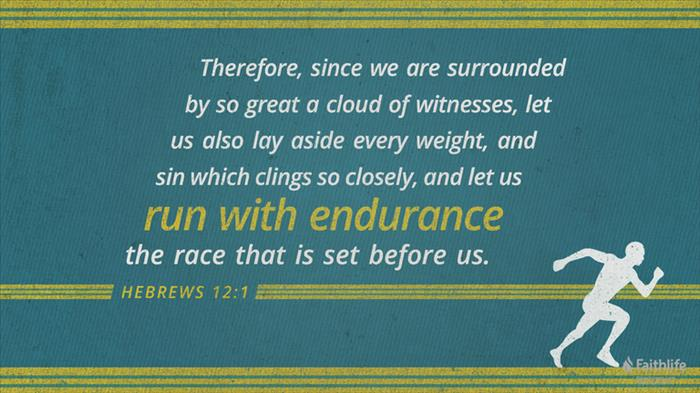 Therefore, since we are surrounded
by so great a cloud of witnesses, let
us also lay aside every weight, and
sin which clings so closely, and let us
run with endurance
the race that is set before us.
HEBREWS 12:1
Faithlife